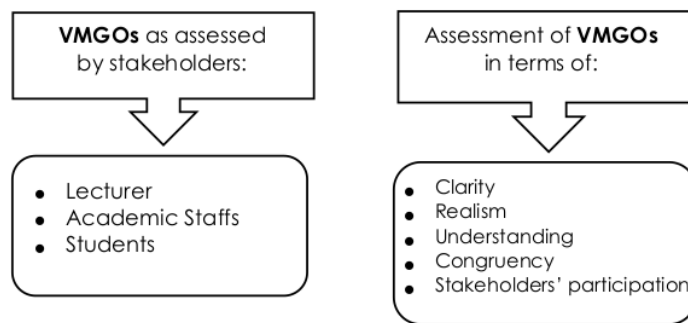 VMGOs as assessed
by stakeholders:
• Lecturer
• Academic Staffs
• Students
Assessment of VMGOs
in terms of:
• Clarity
• Realism
• Understanding
• Congruency
• Stakeholders' participation